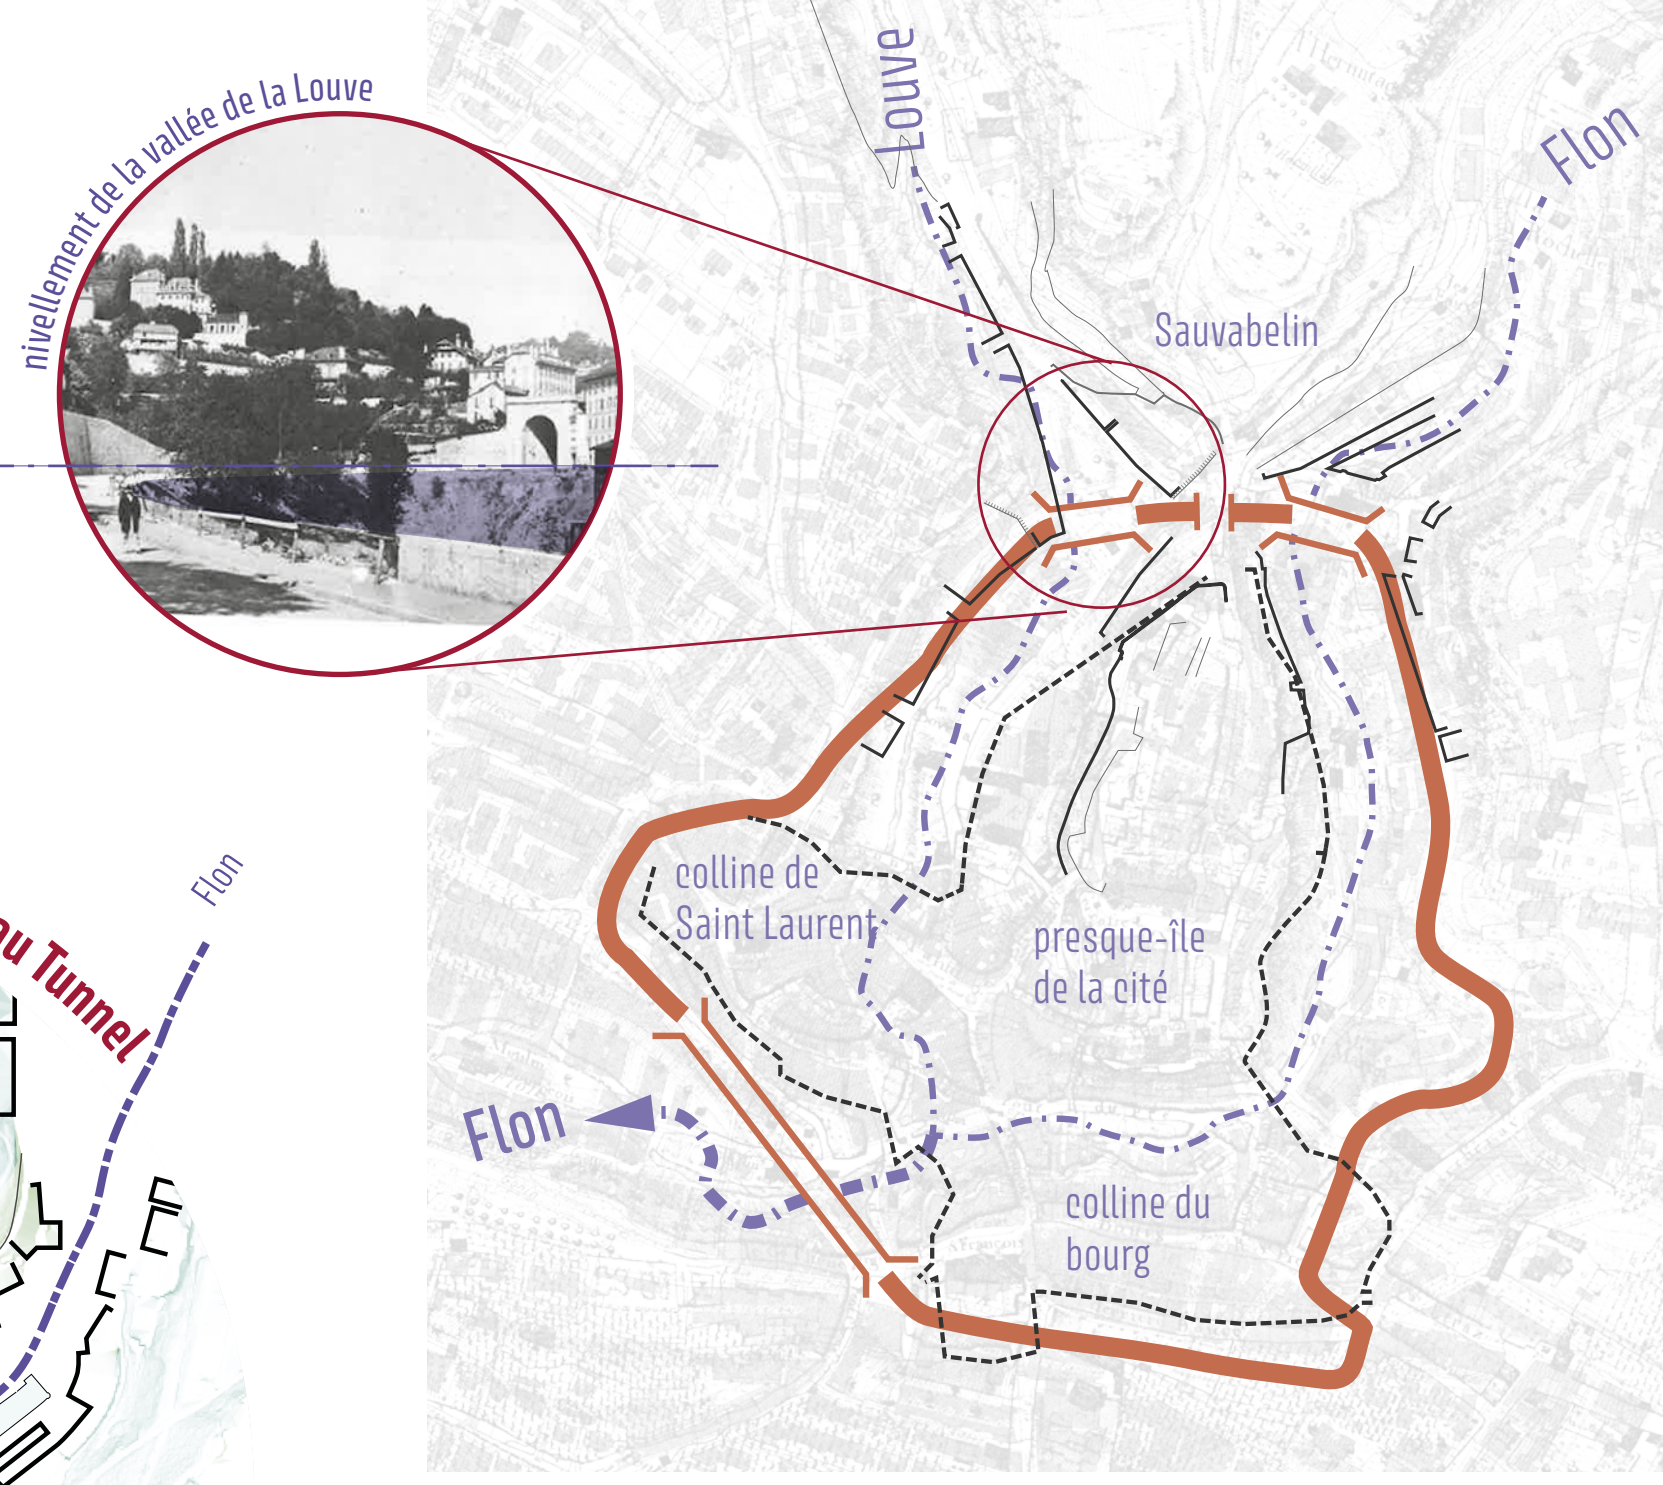 nivellement de la vallée de la Louve
Louve
Flon
Sauvabelin
colline de
Saint Laurent
presque-île
de la cité
Flon
colline du
bourg
Flon
au Tunnel